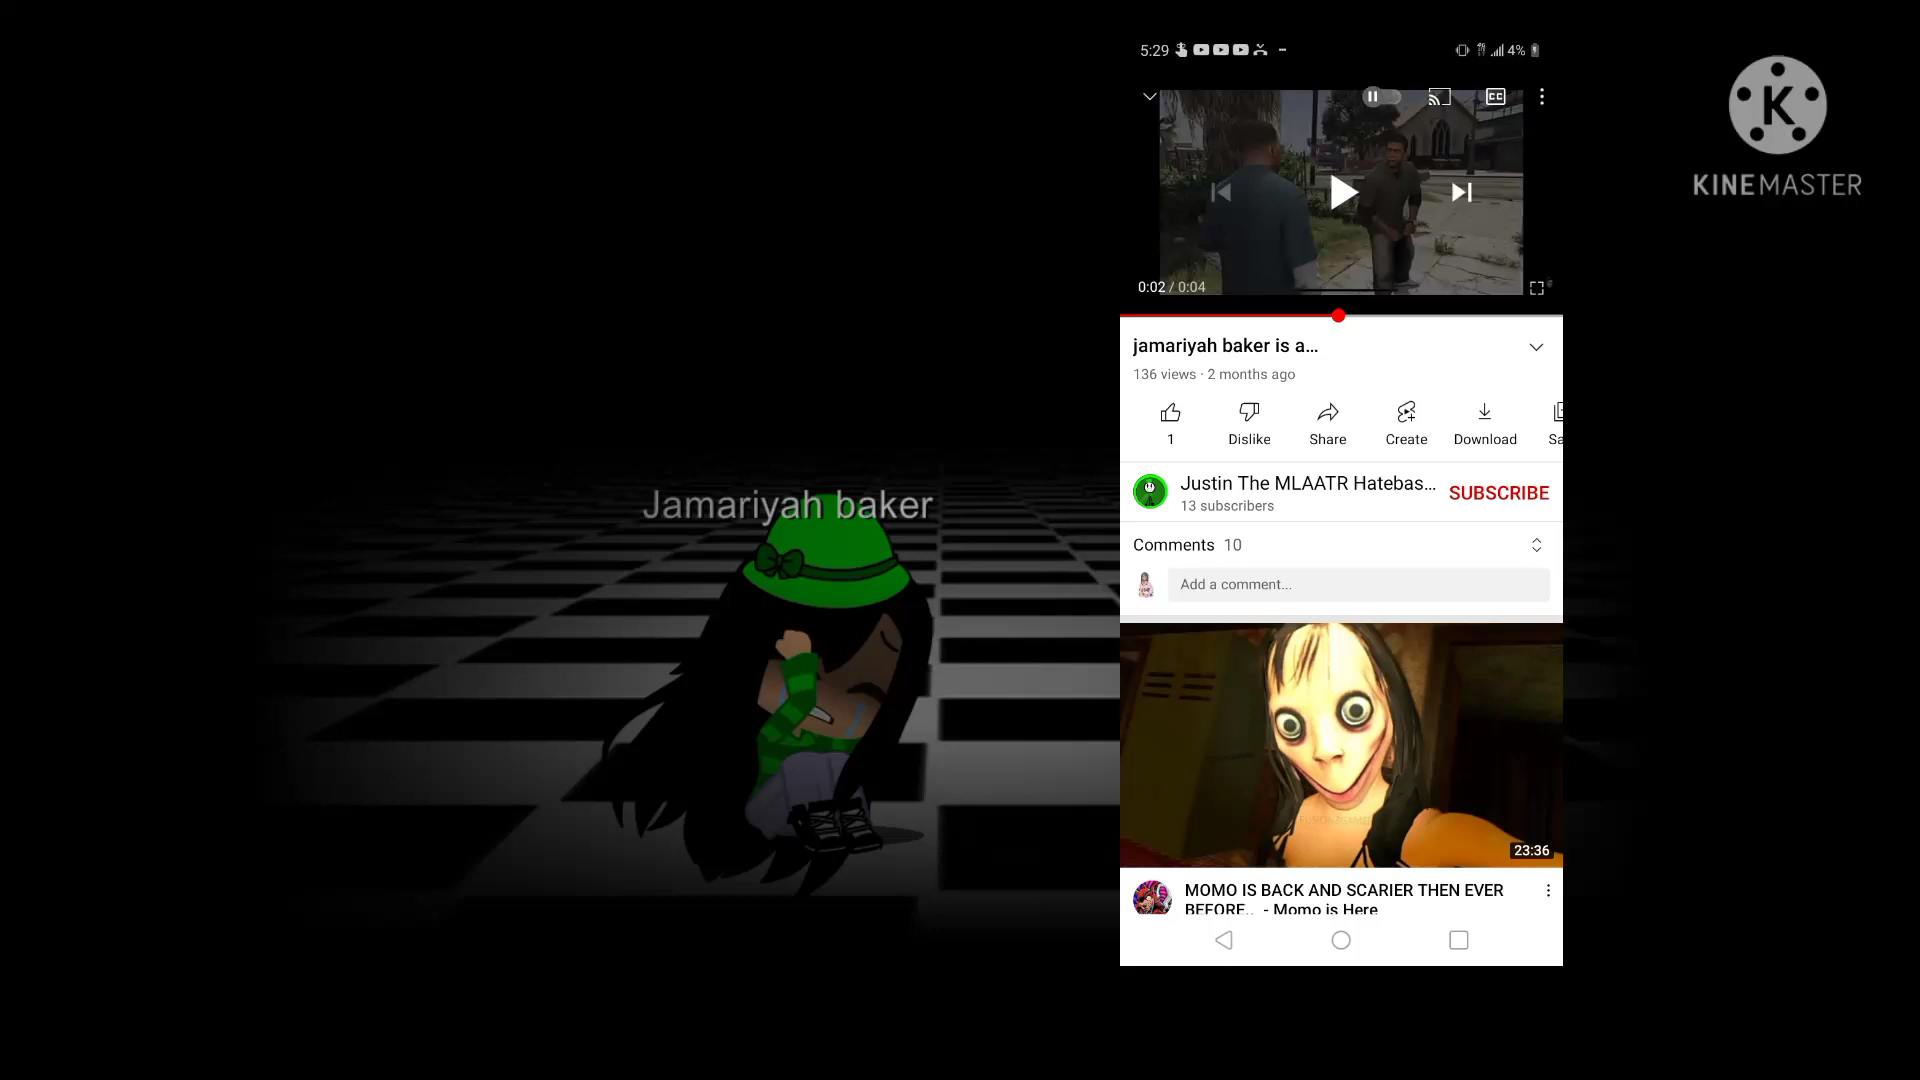 5:29
4%
K
KINEMASTER
CC
0:02 / 0:04
jamariyah baker is a...
136 views · 2 months ago
1
Dislike
Share
Create
Download
Sa
Jamariyah baker
Justin The MLAATR Hatebas...
SUBSCRIBE
13 subscribers
Comments 10
Add a comment...
23:36
MOMO IS BACK AND SCARIER THEN EVER
BEFORE.. - Momo is Here